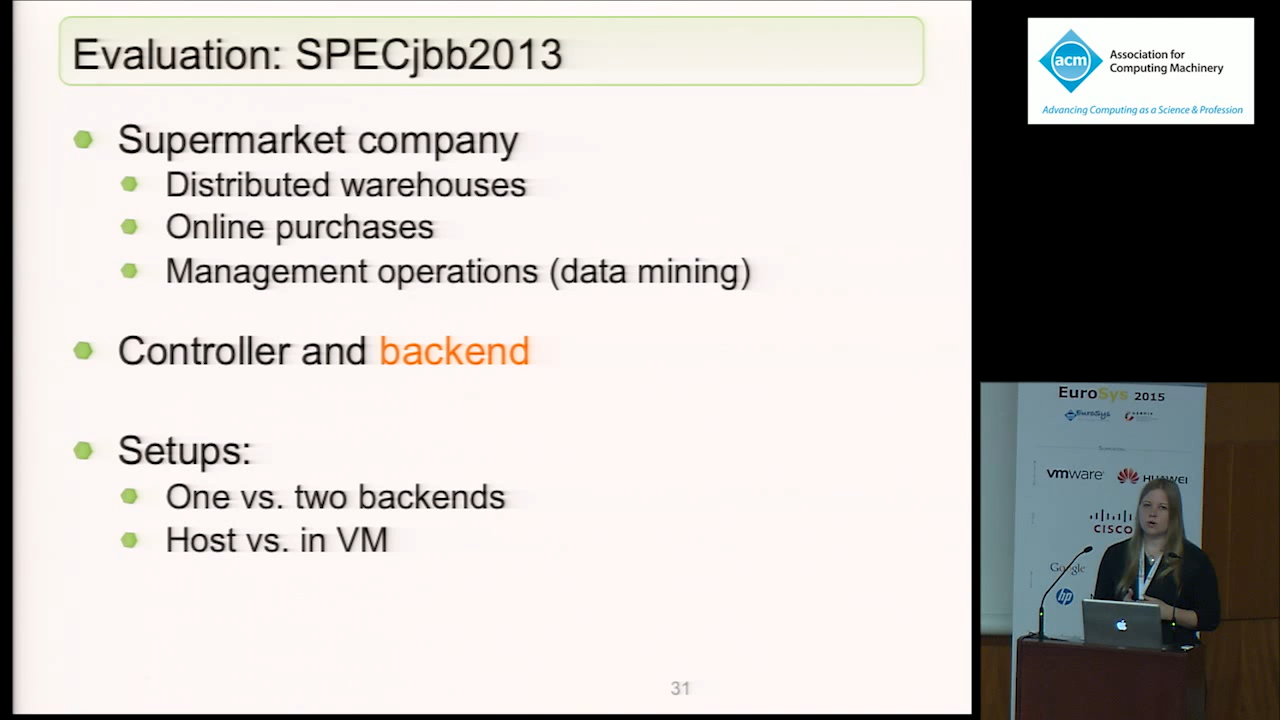 Evaluation: SPECjbb2013
Supermarket company
Distributed warehouses
Online purchases
Management operations (data mining)
Controller and backend
Setups:
One vs. two backends
Host vs. in VM
31
acm
Association for
Computing Machinery
Advancing Computing as a Science & Profession
EuroSys 2015
EuroSys
vmware
HUAWEI
CISCO
Google
hp